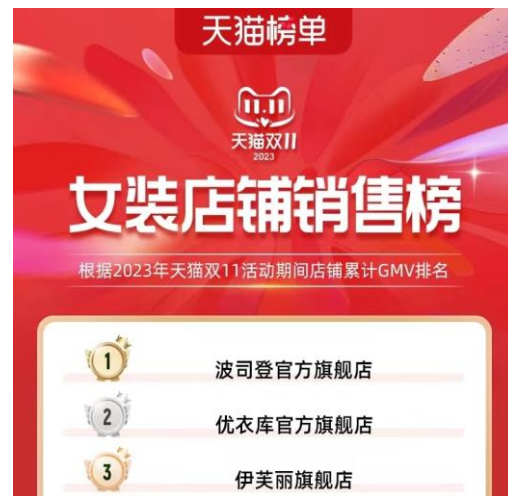 天猫榜单
11.11
天猫双11
2023
女装店铺销售榜
根据2023年天猫双11活动期间店铺累计GMV排名
1
波司登官方旗舰店
2
优衣库官方旗舰店
3
伊芙丽旗舰店